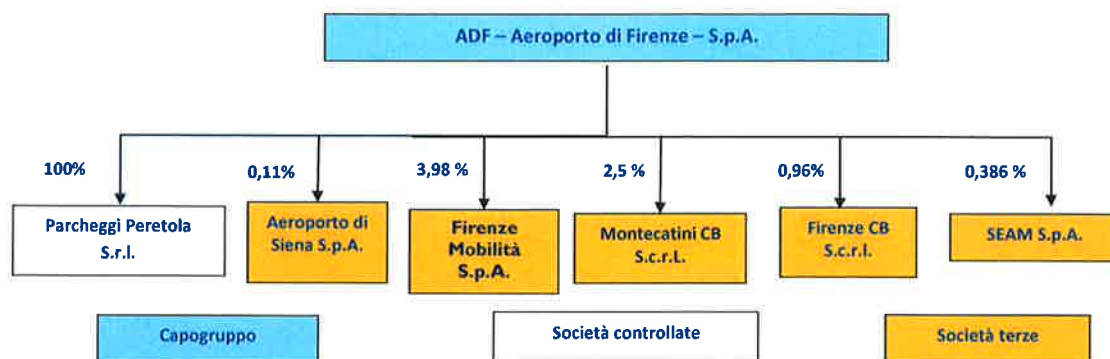 ADF – Aeroporto di Firenze – S.p.A.
100%
0,11%
3,98 %
2,5 %
0,96%
0,386 %
Parcheggi Peretola
S.r.l.
Aeroporto di
Siena S.p.A.
Firenze
Mobilità
S.p.A.
Montecatini CB
S.c.r.L.
Firenze CB
S.c.r.l.
SEAM S.p.A.
Capogruppo
Società controllate
Società terze